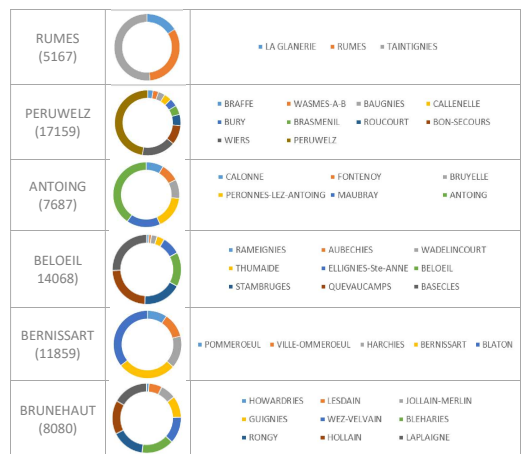 RUMES
(5167)
LA GLANERIE RUMES TAINTIGNIES
PERUWELZ
(17159)
BRAFFE WASMES-A-B BAUGNIES CALLENELLE
BURY BRASMENIL ROUCOURT BON-SECOURS
WIERS PERUWELZ
ANTOING
(7687)
CALONNE FONTENOY BRUYELLE
PERONNES-LEZ-ANTOING MAUBRAY ANTOING
BELOEIL
14068)
RAMEIGNIES AUBECHIES WADELINCOURT
THUMAIDE ELLIGNIES-Ste-ANNE BELOEIL
STAMBRUGES QUEVAUCAMPS BASECLES
BERNISSART
(11859)
POMMEROEUL VILLE-OMMEROEUL HARCHIES BERNISSART BLATON
BRUNEHAUT
(8080)
HOWARDRIES LESDAIN JOLLAIN-MERLIN
GUIGNIES WEZ-VELVAIN BLEHARIES
RONGY HOLLAIN LAPLAIGNE